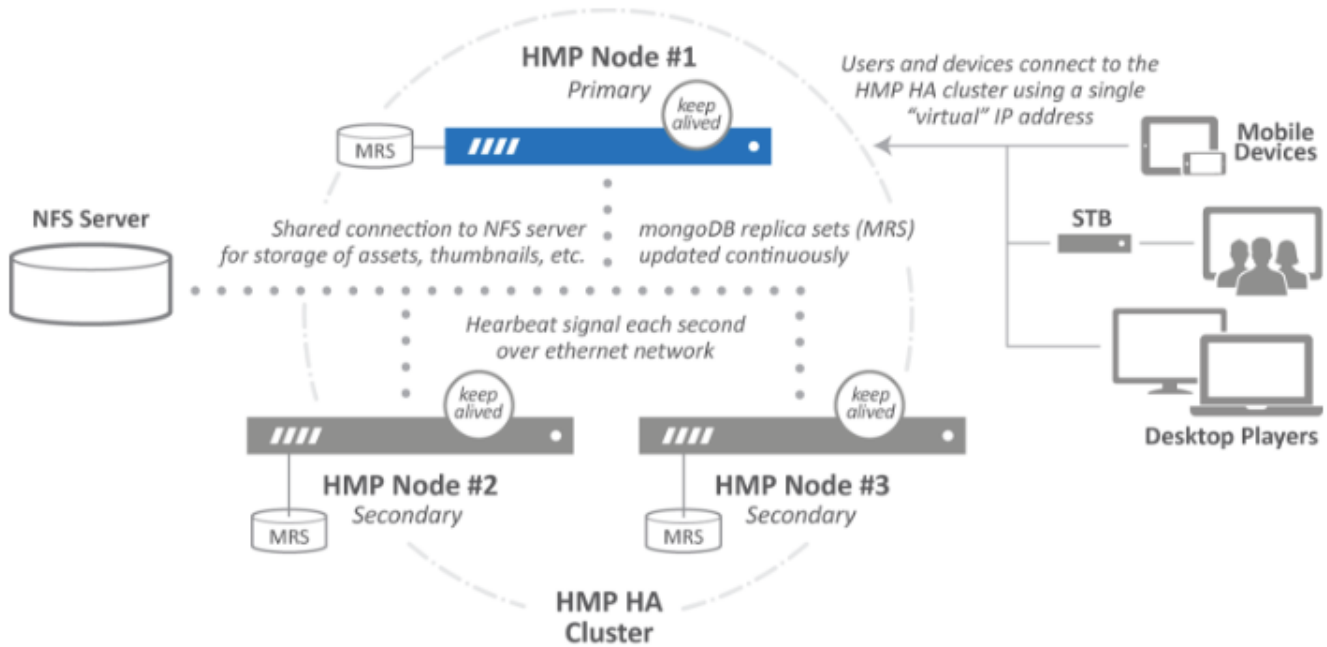 HMP Node #1
Primary
keep
alived
MRS
Users and devices connect to the
HMP HA cluster using a single
“virtual” IP address
Mobile
Devices
NFS Server
Shared connection to NFS server
for storage of assets, thumbnails, etc.
mongoDB replica sets (MRS)
updated continuously
STB
Hearbeat signal each second
over ethernet network
keep
alived
keep
alived
Desktop Players
HMP Node #2
Secondary
MRS
HMP Node #3
Secondary
MRS
HMP HA
Cluster